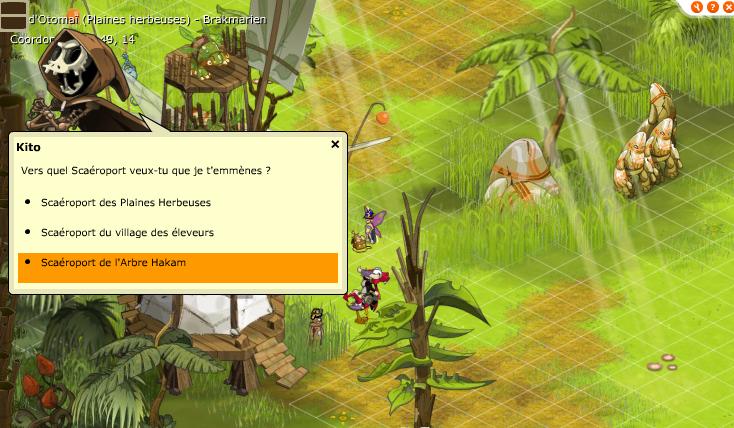 d'Otomaï (Plaines herbeuses) - Brakmarien
Coordon 49, 14
Kito
Vers quel Scaéroport veux-tu que je t'emmènes ?
Scaéroport des Plaines Herbeuses
Scaéroport du village des éleveurs
Scaéroport de l'Arbre Hakam